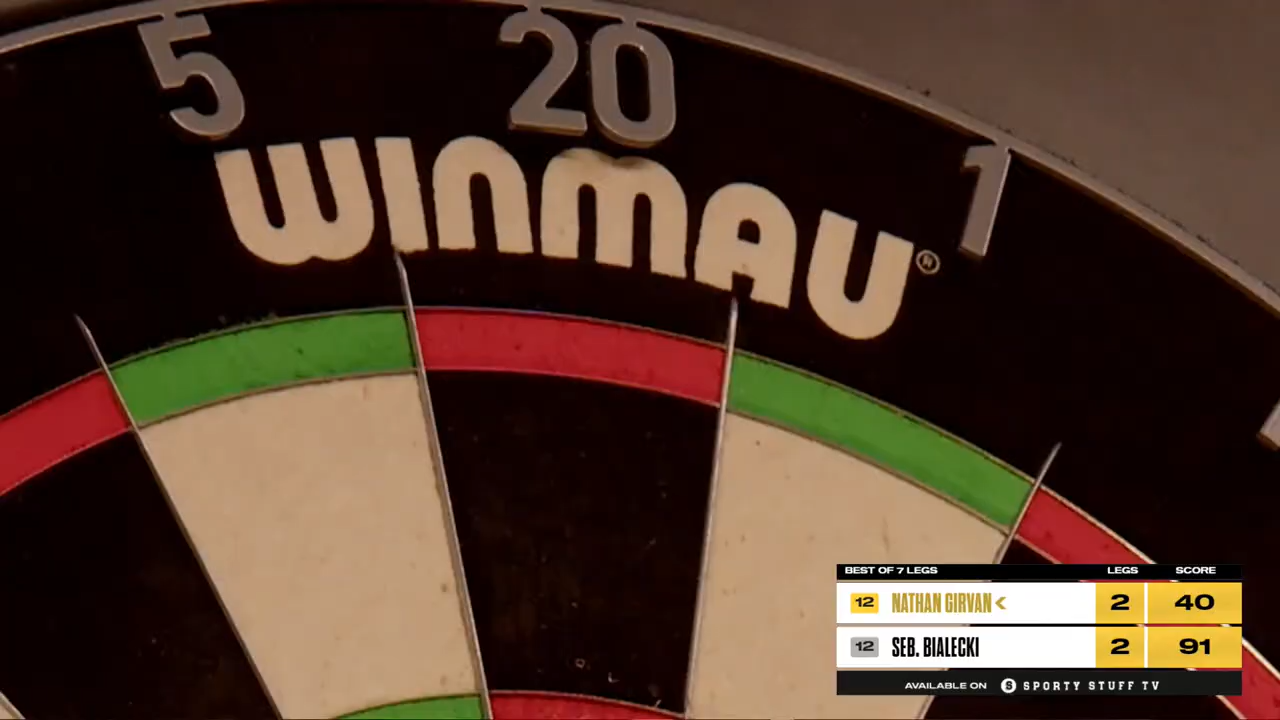 5 20 1
WINMAU®
BEST OF 7 LEGS LEGS SCORE
12 NATHAN GIRVAN 2 40
12 SEB. BIALECKI 2 91
AVAILABLE ON S SPORTY STUFF TV